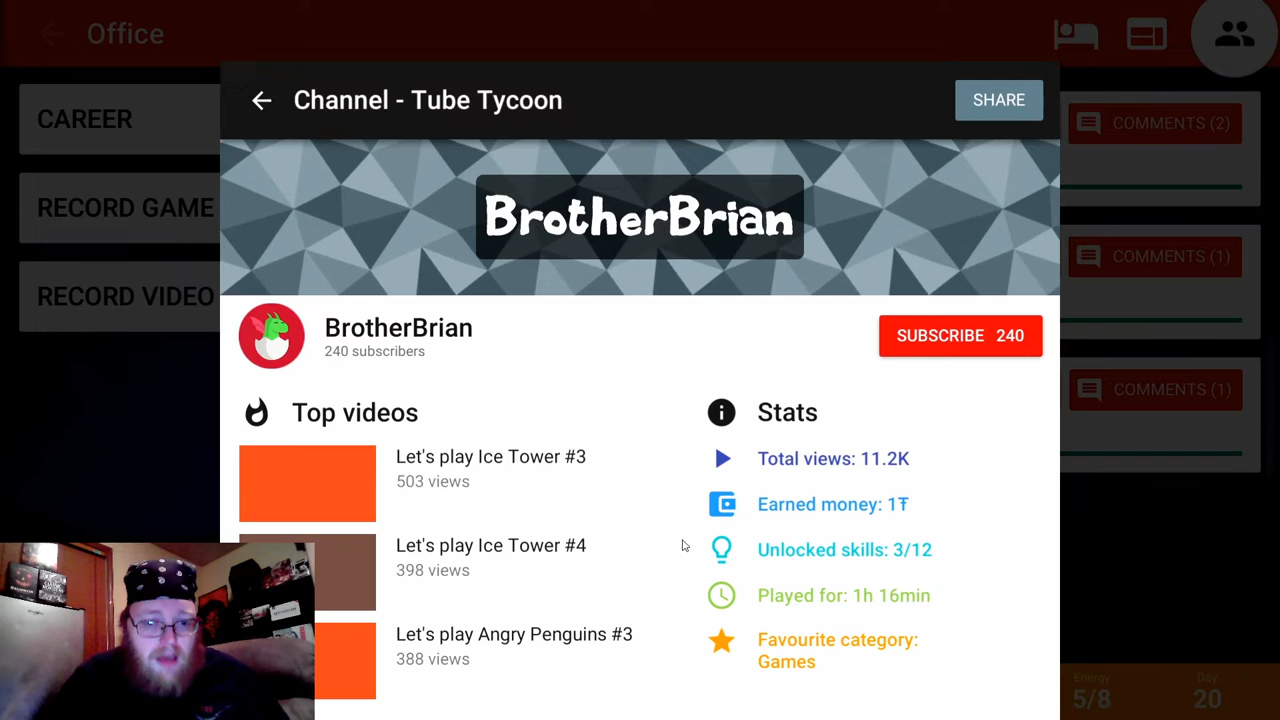 Office
CAREER
RECORD GAME
RECORD VIDEO
Channel - Tube Tycoon
SHARE
COMMENTS (2)
COMMENTS (1)
COMMENTS (1)
BrotherBrian
BrotherBrian
240 subscribers
SUBSCRIBE 240
Top videos
Let's play Ice Tower #3
503 views
Let's play Ice Tower #4
398 views
Let's play Angry Penguins #3
388 views
Stats
Total views: 11.2K
Earned money: 1Ŧ
Unlocked skills: 3/12
Played for: 1h 16min
Favourite category:
Games
Energy
5/8
Day
20